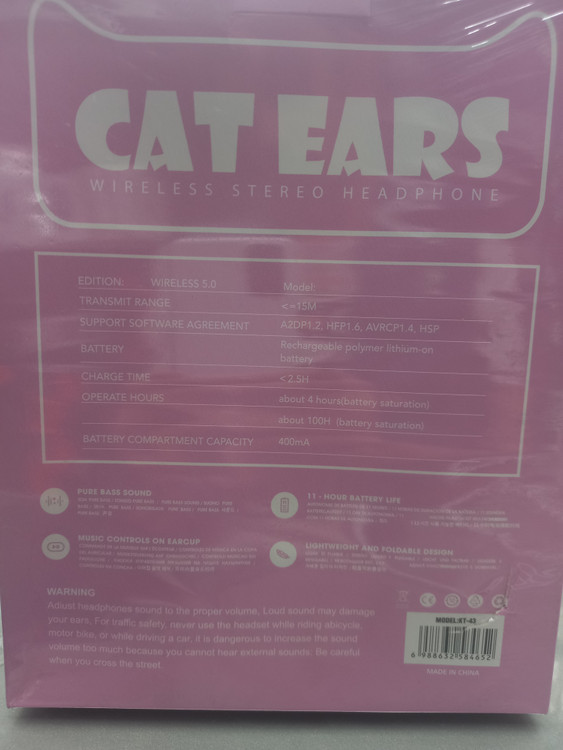 CAT EARS
WIRELESS STEREO HEADPHONE
EDITION: WIRELESS 5.0 Model:
TRANSMIT RANGE <=15M
SUPPORT SOFTWARE AGREEMENT A2DP1.2, HFP1.6, AVRCP1.4, HSP
BATTERY Rechargeable polymer lithium-on
battery
CHARGE TIME <2.5H
OPERATE HOURS about 4 hours(battery saturation)
about 100H (battery saturation)
BATTERY COMPARTMENT CAPACITY 400mA
PURE BASS SOUND
11 - HOUR BATTERY LIFE
MUSIC CONTROLS ON EARCUP
LIGHTWEIGHT AND FOLDABLE DESIGN
WARNING
Adjust headphones sound to the proper volume, Loud sound may damage
your ears. For traffic safety, never use the headset while riding abicycle,
motor bike, or while driving a car, it is dangerous to increase the sound
volume too much because you cannot hear external sounds. Be careful
when you cross the street.
MODEL:KT-43
6 988632 584652
MADE IN CHINA